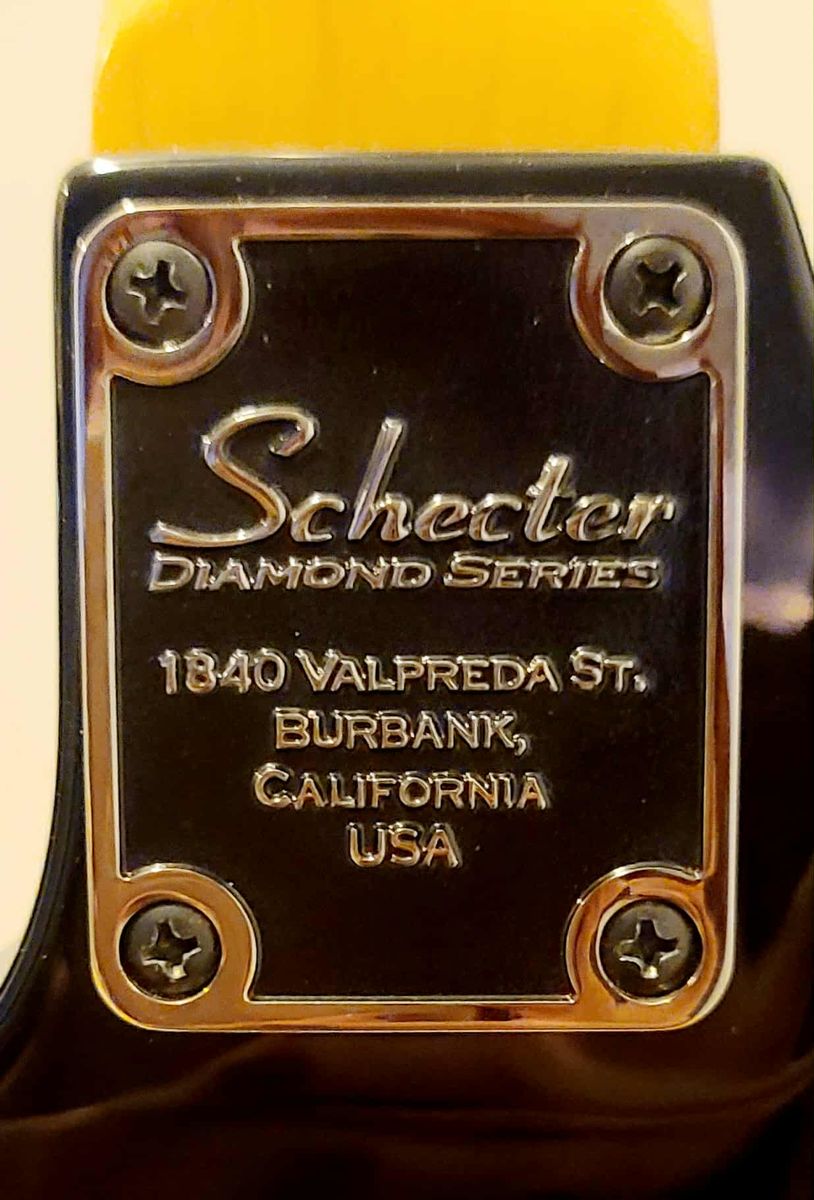 Schecter
DIAMOND SERIES
1840 VALPREDA ST.
BURBANK,
CALIFORNIA
USA